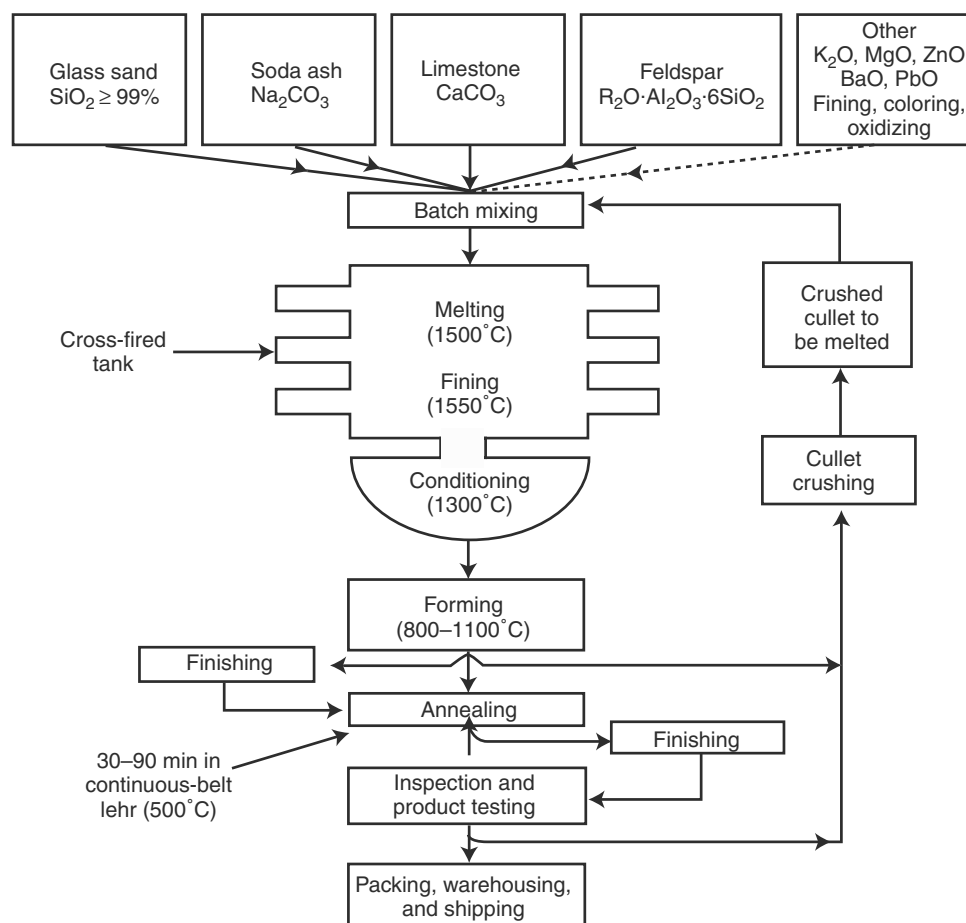 Glass sand
SiO₂ ≥ 99%
Soda ash
Na₂CO₃
Limestone
CaCO₃
Feldspar
R₂O·Al₂O₃·6SiO₂
Other
K₂O, MgO, ZnO
BaO, PbO
Fining, coloring,
oxidizing
Batch mixing
Melting
(1500°C)
Cross-fired
tank
Fining
(1550°C)
Conditioning
(1300°C)
Crushed
cullet to
be melted
Cullet
crushing
Forming
(800–1100°C)
Finishing
Annealing
Finishing
30–90 min in
continuous-belt
lehr (500°C)
Inspection and
product testing
Packing, warehousing,
and shipping